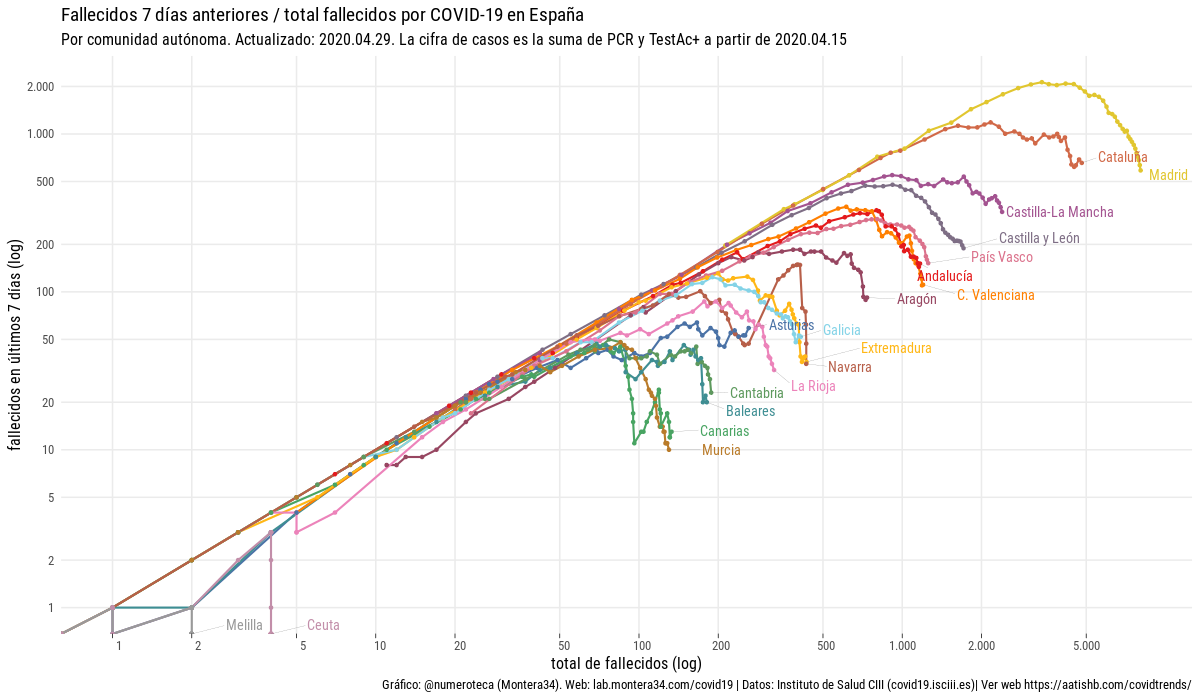 Fallecidos 7 días anteriores / total fallecidos por COVID-19 en España
Por comunidad autónoma. Actualizado: 2020.04.29. La cifra de casos es la suma de PCR y TestAc+ a partir de 2020.04.15
fallecidos en últimos 7 días (log)
2.000
1.000
500
200
100
50
20
10
5
2
1
Cataluña
Madrid
Castilla-La Mancha
Castilla y León
País Vasco
Andalucía
C. Valenciana
Aragón
Asturias
Galicia
Extremadura
Navarra
La Rioja
Cantabria
Baleares
Canarias
Murcia
Melilla
Ceuta
1 2 5 10 20 50 100 200 500 1.000 2.000 5.000
total de fallecidos (log)
Gráfico: @numeroteca (Montera34). Web: lab.montera34.com/covid19 | Datos: Instituto de Salud CIII (covid19.isciii.es)| Ver web https://aatishb.com/covidtrends/